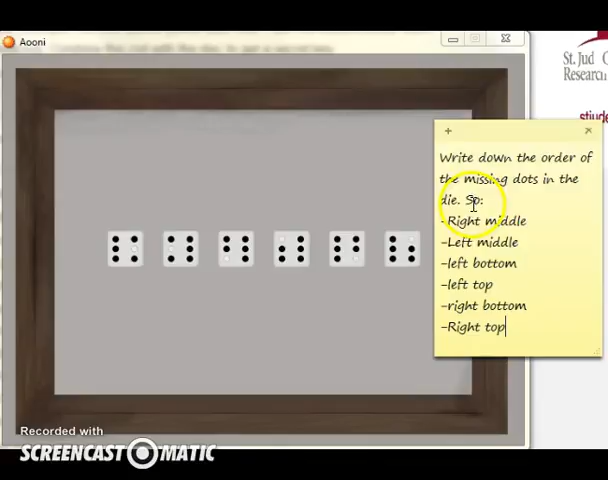 Aooni
St. Jud
Research
stjude
Write down the order of
the missing dots in the
die. So:
-Right middle
-Left middle
-left bottom
-left top
-right bottom
-Right top
Recorded with
SCREENCAST MATIC